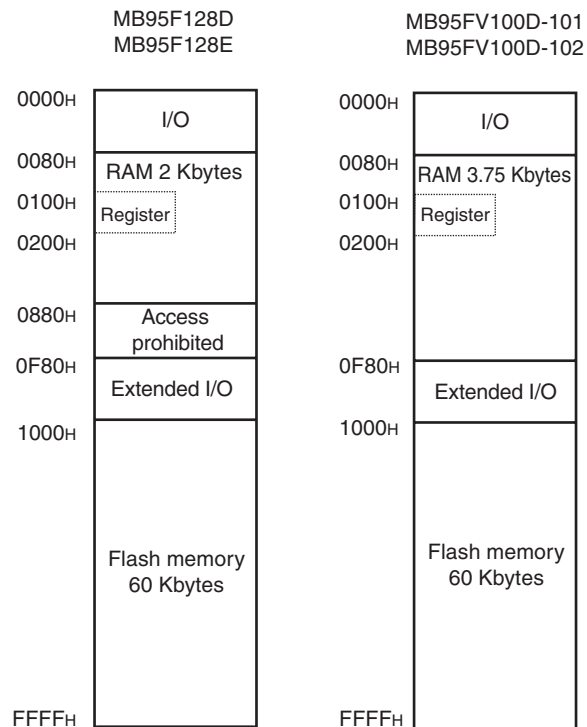 MB95F128D
MB95F128E
0000H
I/O
0080H
RAM 2 Kbytes
0100H
Register
0200H
0880H
Access
prohibited
0F80H
Extended I/O
1000H
Flash memory
60 Kbytes
FFFFH
MB95FV100D-101
MB95FV100D-102
0000H
I/O
0080H
RAM 3.75 Kbytes
0100H
Register
0200H
0F80H
Extended I/O
1000H
Flash memory
60 Kbytes
FFFFH